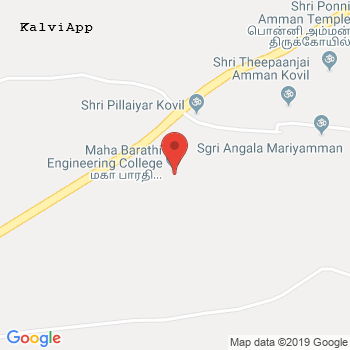 KalviApp
Shri Ponni
Amman Temple
பொன்னி அம்மன்
திருக்கோயில்
Shri Theepaanjai
Amman Kovil
Shri Pillaiyar Kovil
Sgri Angala Mariyamman
Maha Barathi
Engineering College
மகா பாரதி...
Google
Map data ©2019 Google